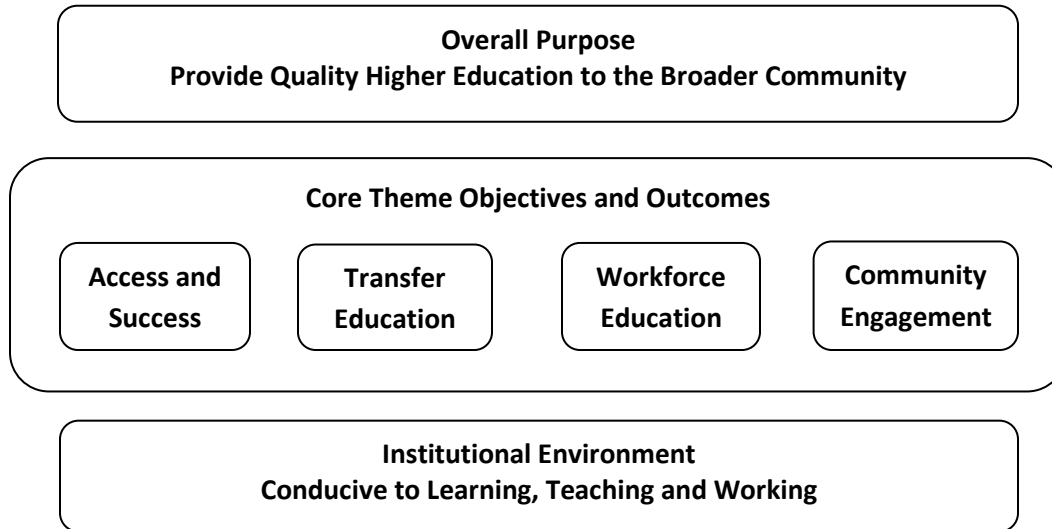 Overall Purpose
Provide Quality Higher Education to the Broader Community
Core Theme Objectives and Outcomes
Access and
Success
Transfer
Education
Workforce
Education
Community
Engagement
Institutional Environment
Conducive to Learning, Teaching and Working